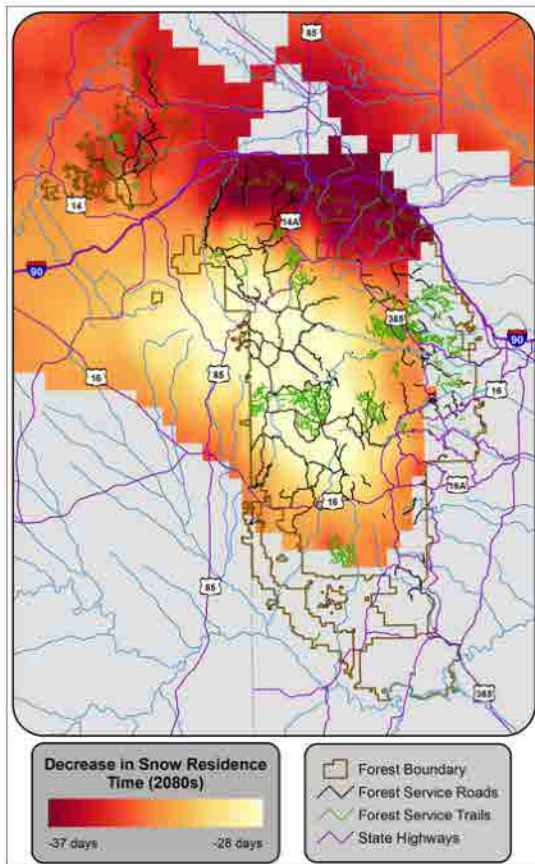 85
14
14A
90
385
90
85
16
16
16
16A
85
385
Decrease in Snow Residence
Time (2080s)
-37 days
-28 days
Forest Boundary
Forest Service Roads
Forest Service Trails
State Highways